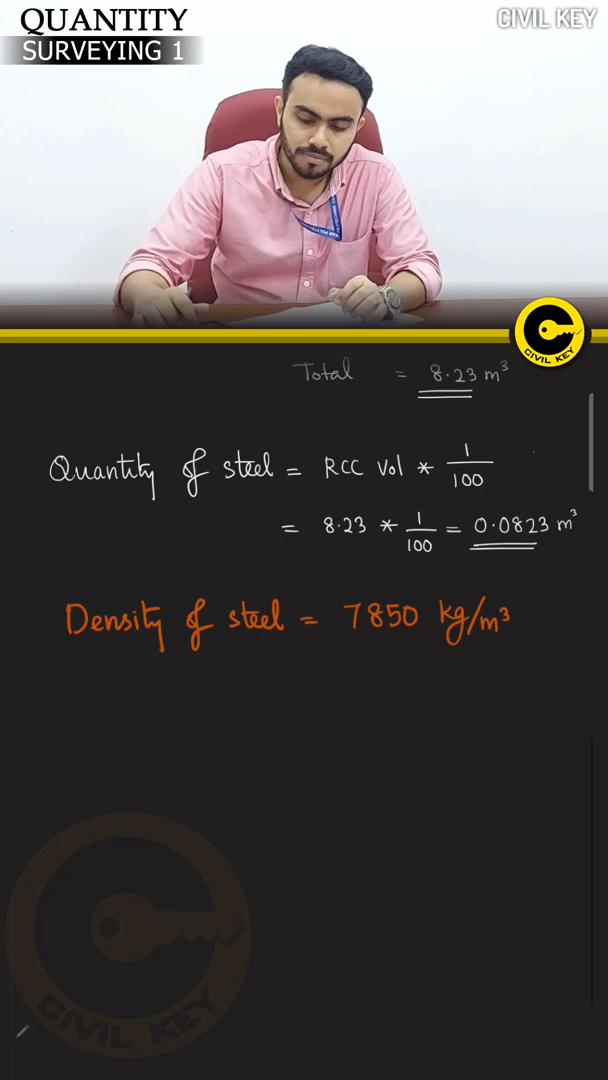 QUANTITY
SURVEYING 1
CIVIL KEY
CIVIL KEY
Total = 8.23 m³
Quantity of steel = RCC Vol * 1/100
= 8.23 * 1/100 = 0.0823 m³
Density of steel = 7850 kg/m³
CIVIL KEY